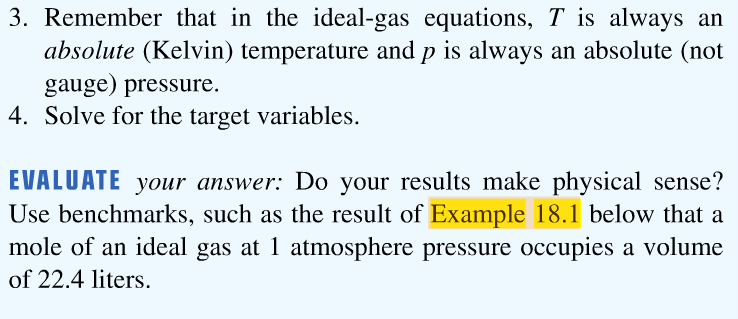 3. Remember that in the ideal-gas equations, T is always an
absolute (Kelvin) temperature and p is always an absolute (not
gauge) pressure.
4. Solve for the target variables.
EVALUATE your answer: Do your results make physical sense?
Use benchmarks, such as the result of Example 18.1 below that a
mole of an ideal gas at 1 atmosphere pressure occupies a volume
of 22.4 liters.